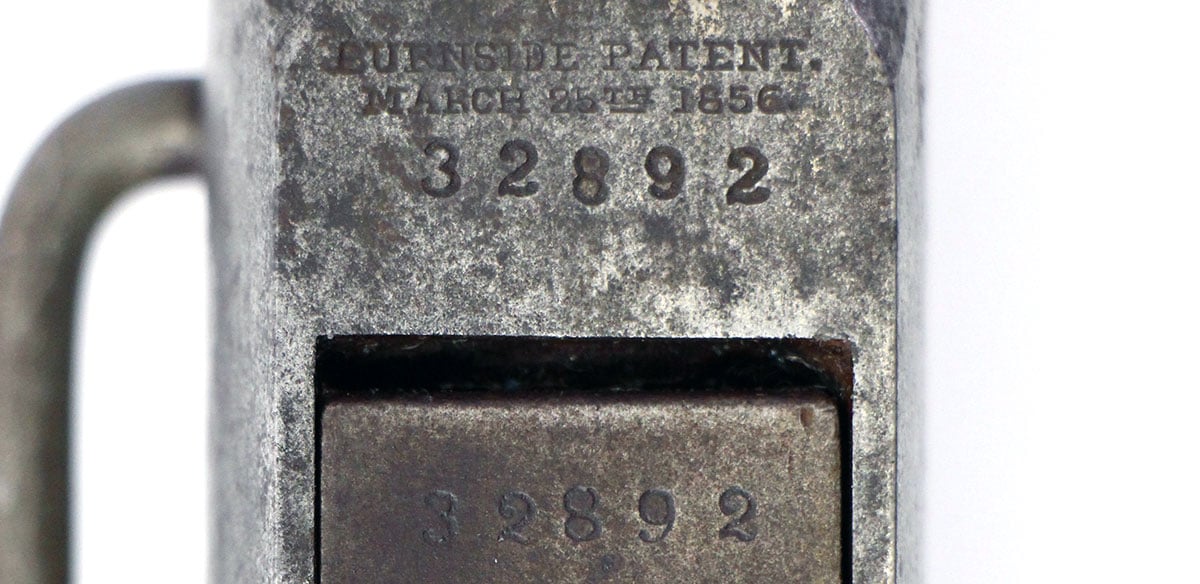 BURNSIDE PATENT.
MARCH 25TH 1856
32892
32892